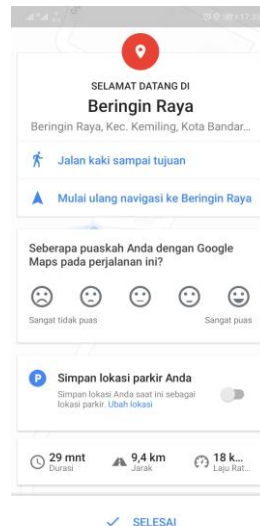 SELAMAT DATANG DI
Beringin Raya
Beringin Raya, Kec. Kemiling, Kota Bandar...
Jalan kaki sampai tujuan
Mulai ulang navigasi ke Beringin Raya
Seberapa puaskah Anda dengan Google
Maps pada perjalanan ini?
Sangat tidak puas
Sangat puas
P
Simpan lokasi parkir Anda
Simpan lokasi Anda saat ini sebagai
lokasi parkir. Ubah lokasi
29 mnt
Durasi
9,4 km
Jarak
18 k...
Laju Rat...
SELESAI